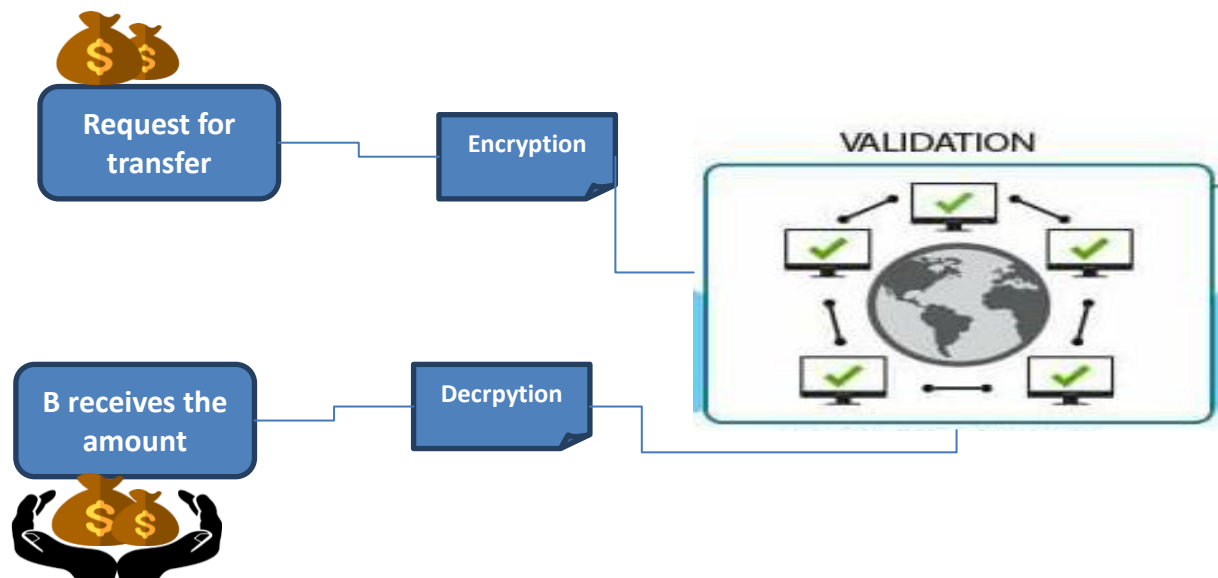 Request for
transfer
Encryption
VALIDATION
B receives the
amount
Decrpytion